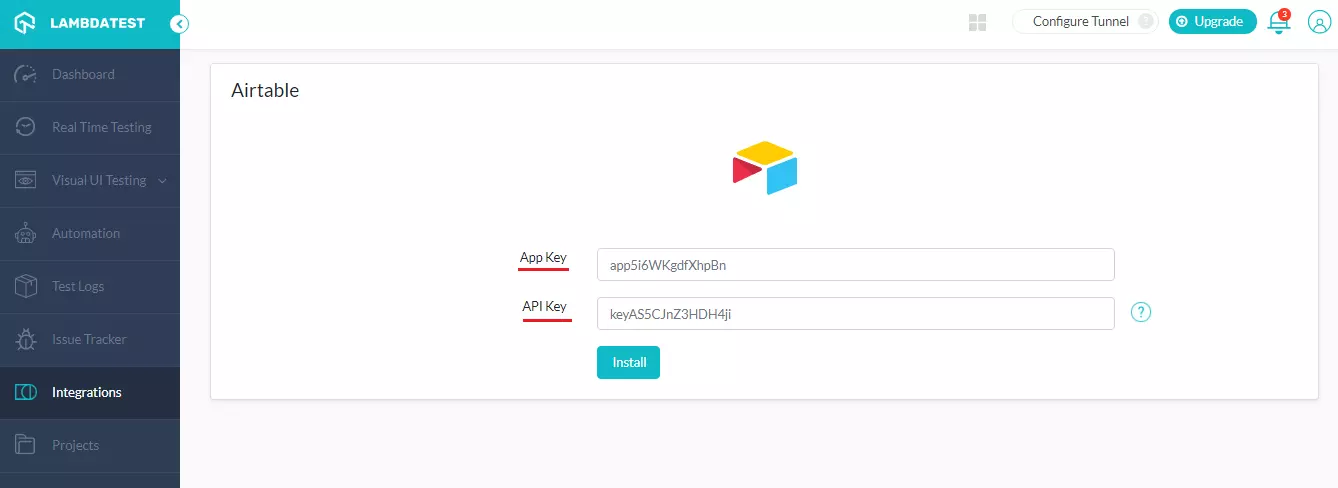 LAMBDATEST
Configure Tunnel ?
Upgrade
3
Dashboard
Real Time Testing
Visual UI Testing
Automation
Test Logs
Issue Tracker
Integrations
Projects
Airtable
App Key
app5i6WKgdfXhpBn
API Key
keyAS5CJnZ3HDH4ji
?
Install